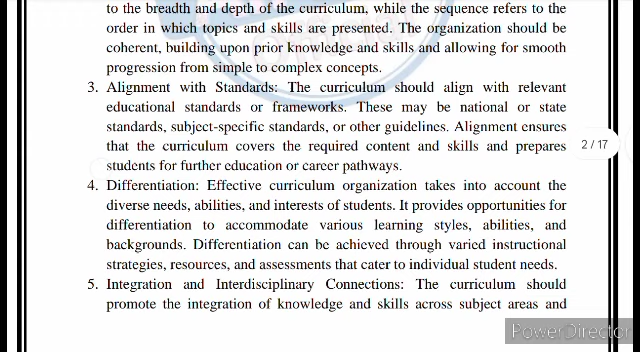 to the breadth and depth of the curriculum, while the sequence refers to the
order in which topics and skills are presented. The organization should be
coherent, building upon prior knowledge and skills and allowing for smooth
progression from simple to complex concepts.
3. Alignment with Standards: The curriculum should align with relevant
educational standards or frameworks. These may be national or state
standards, subject-specific standards, or other guidelines. Alignment ensures
that the curriculum covers the required content and skills and prepares
students for further education or career pathways.
2 / 17
4. Differentiation: Effective curriculum organization takes into account the
diverse needs, abilities, and interests of students. It provides opportunities for
differentiation to accommodate various learning styles, abilities, and
backgrounds. Differentiation can be achieved through varied instructional
strategies, resources, and assessments that cater to individual student needs.
5. Integration and Interdisciplinary Connections: The curriculum should
promote the integration of knowledge and skills across subject areas and
PowerDirector